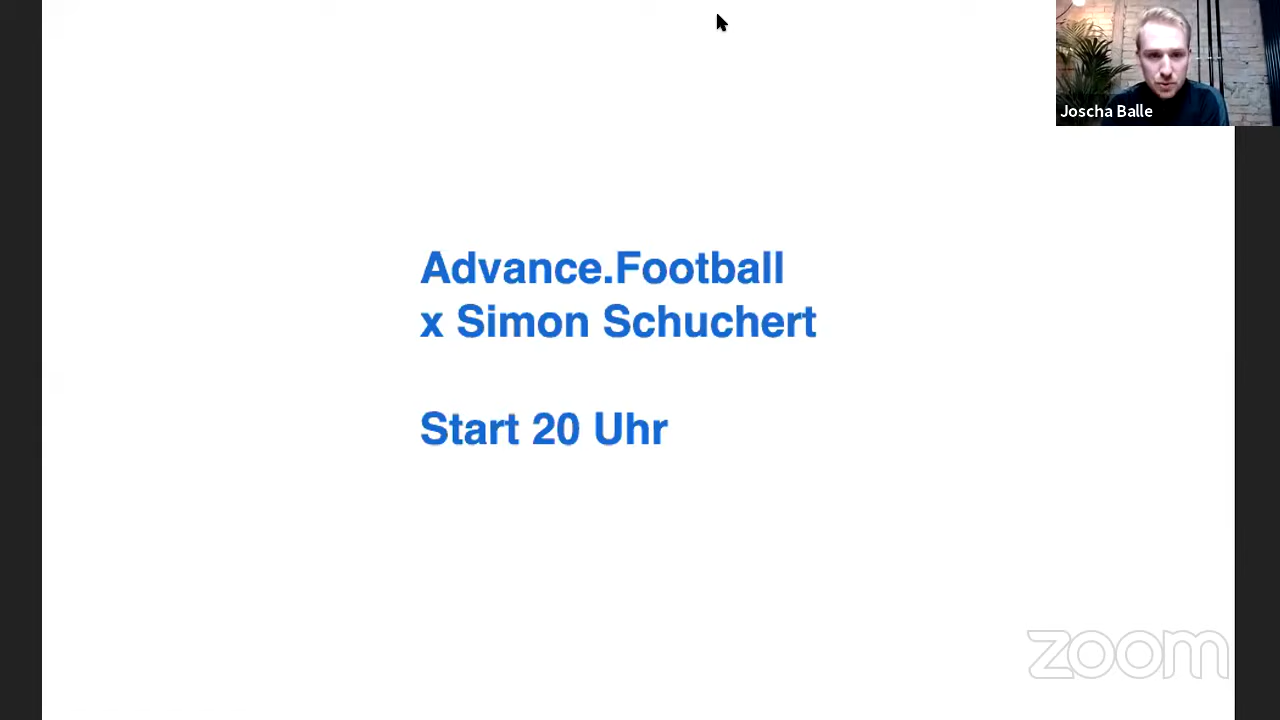 Joscha Balle
Advance.Football
x Simon Schuchert
Start 20 Uhr
zoom